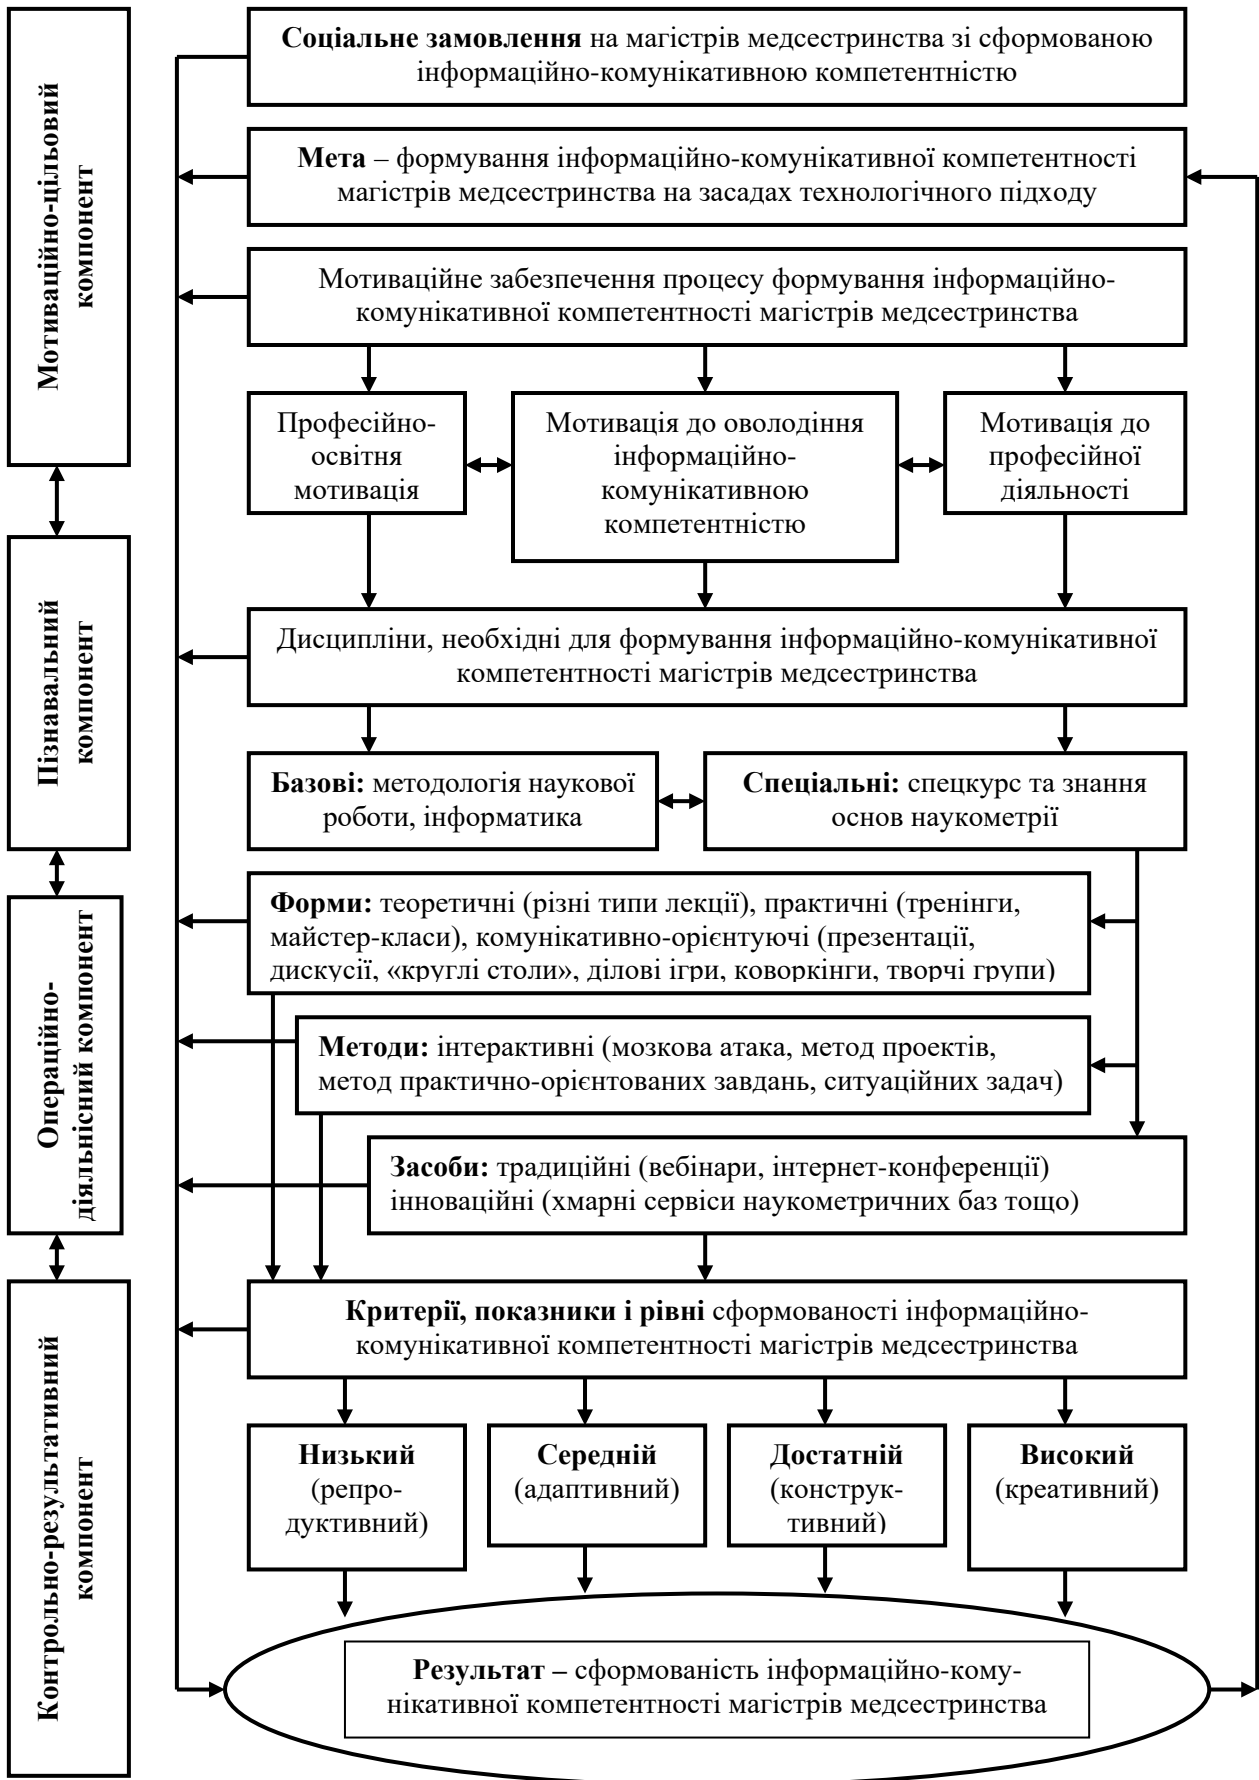 Мотиваційно-цільовий
компонент
Соціальне замовлення на магістрів медсестринства зі сформованою
інформаційно-комунікативною компетентністю
Мета – формування інформаційно-комунікативної компетентності
магістрів медсестринства на засадах технологічного підходу
Мотиваційне забезпечення процесу формування інформаційно-
комунікативної компетентності магістрів медсестринства
Професійно-
освітня
мотивація
Мотивація до оволодіння
інформаційно-
комунікативною
компетентністю
Мотивація до
професійної
діяльності
Пізнавальний
компонент
Дисципліни, необхідні для формування інформаційно-комунікативної
компетентності магістрів медсестринства
Базові: методологія наукової
роботи, інформатика
Спеціальні: спецкурс та знання
основ наукометрії
Операційно-
діяльнісний компонент
Форми: теоретичні (різні типи лекції), практичні (тренінги,
майстер-класи), комунікативно-орієнтуючі (презентації,
дискусії, «круглі столи», ділові ігри, коворкінги, творчі групи)
Методи: інтерактивні (мозкова атака, метод проектів,
метод практично-орієнтованих завдань, ситуаційних задач)
Засоби: традиційні (вебінари, інтернет-конференції)
інноваційні (хмарні сервіси наукометричних баз тощо)
Контрольно-результативний
компонент
Критерії, показники і рівні сформованості інформаційно-
комунікативної компетентності магістрів медсестринства
Низький
(репро-
дуктивний)
Середній
(адаптивний)
Достатній
(конструк-
тивний)
Високий
(креативний)
Результат – сформованість інформаційно-кому-
нікативної компетентності магістрів медсестринства